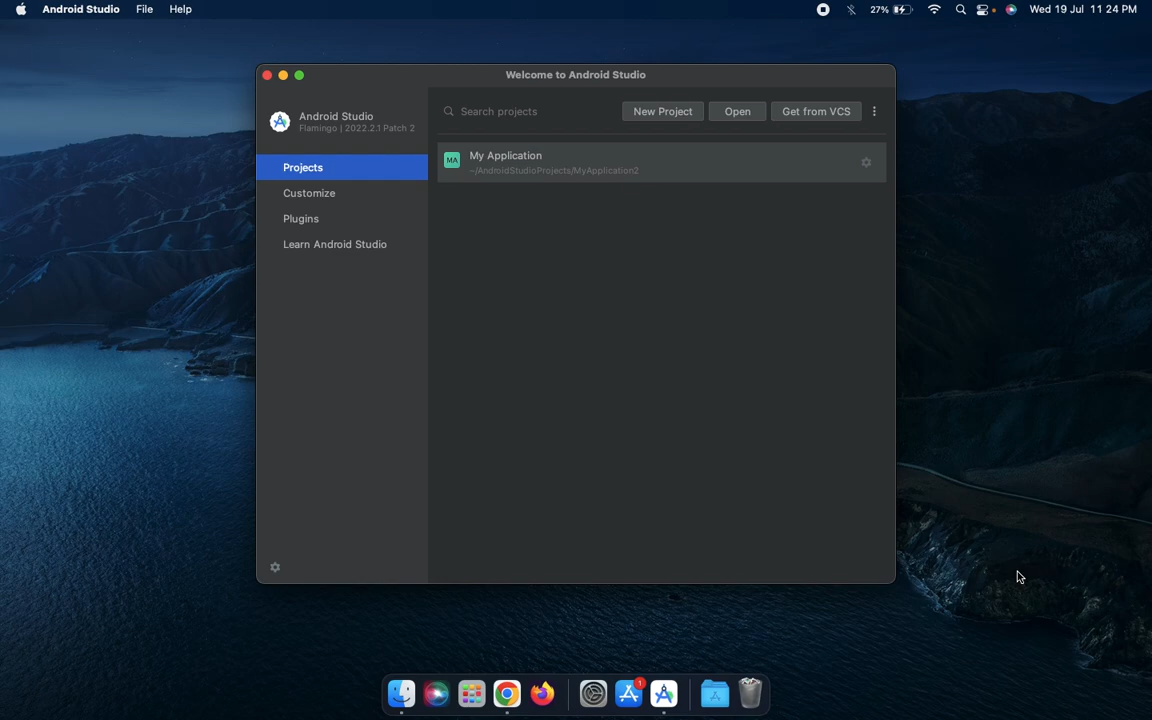 Android Studio File Help 27% Wed 19 Jul 11 24 PM
Welcome to Android Studio
Android Studio
Flamingo | 2022.2.1 Patch 2
Search projects
New Project
Open
Get from VCS
Projects
Customize
Plugins
Learn Android Studio
MA
My Application
~/AndroidStudioProjects/MyApplication2
1